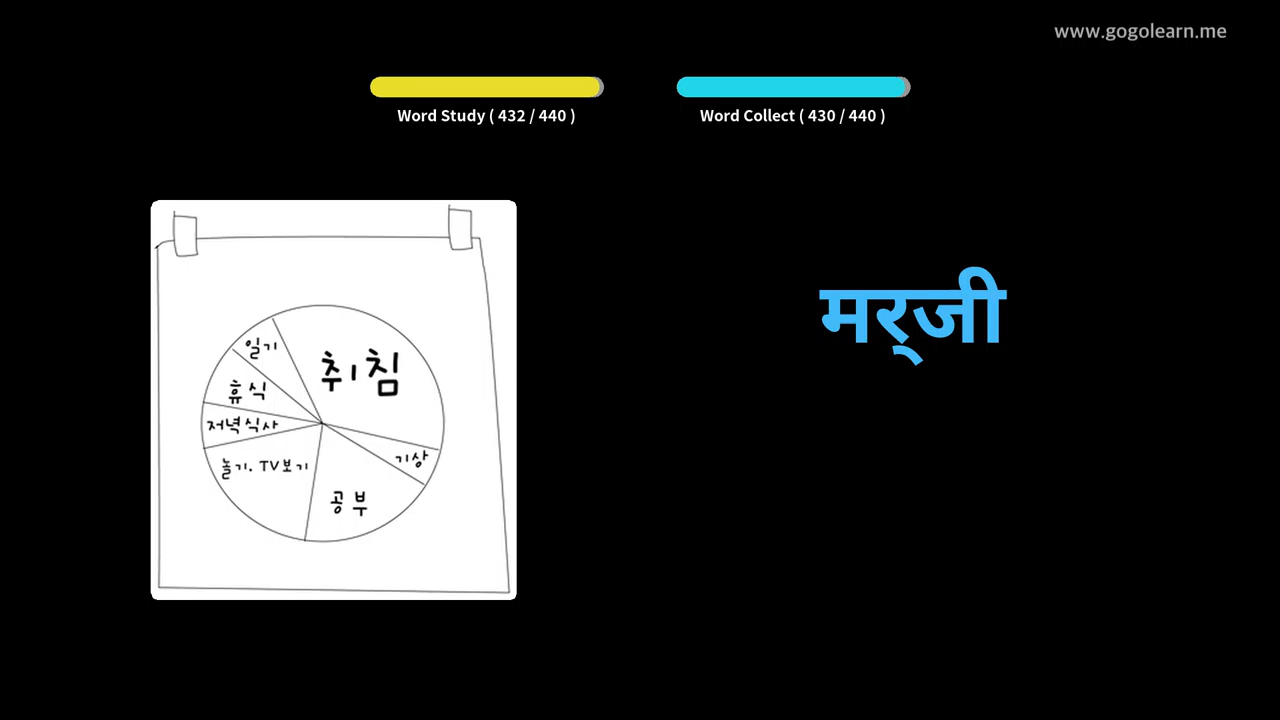 www.gogolearn.me
Word Study ( 432 / 440 )
Word Collect ( 430 / 440 )
मर्‌जी
일기
취침
휴식
저녁식사
놀기. TV보기
기상
공부